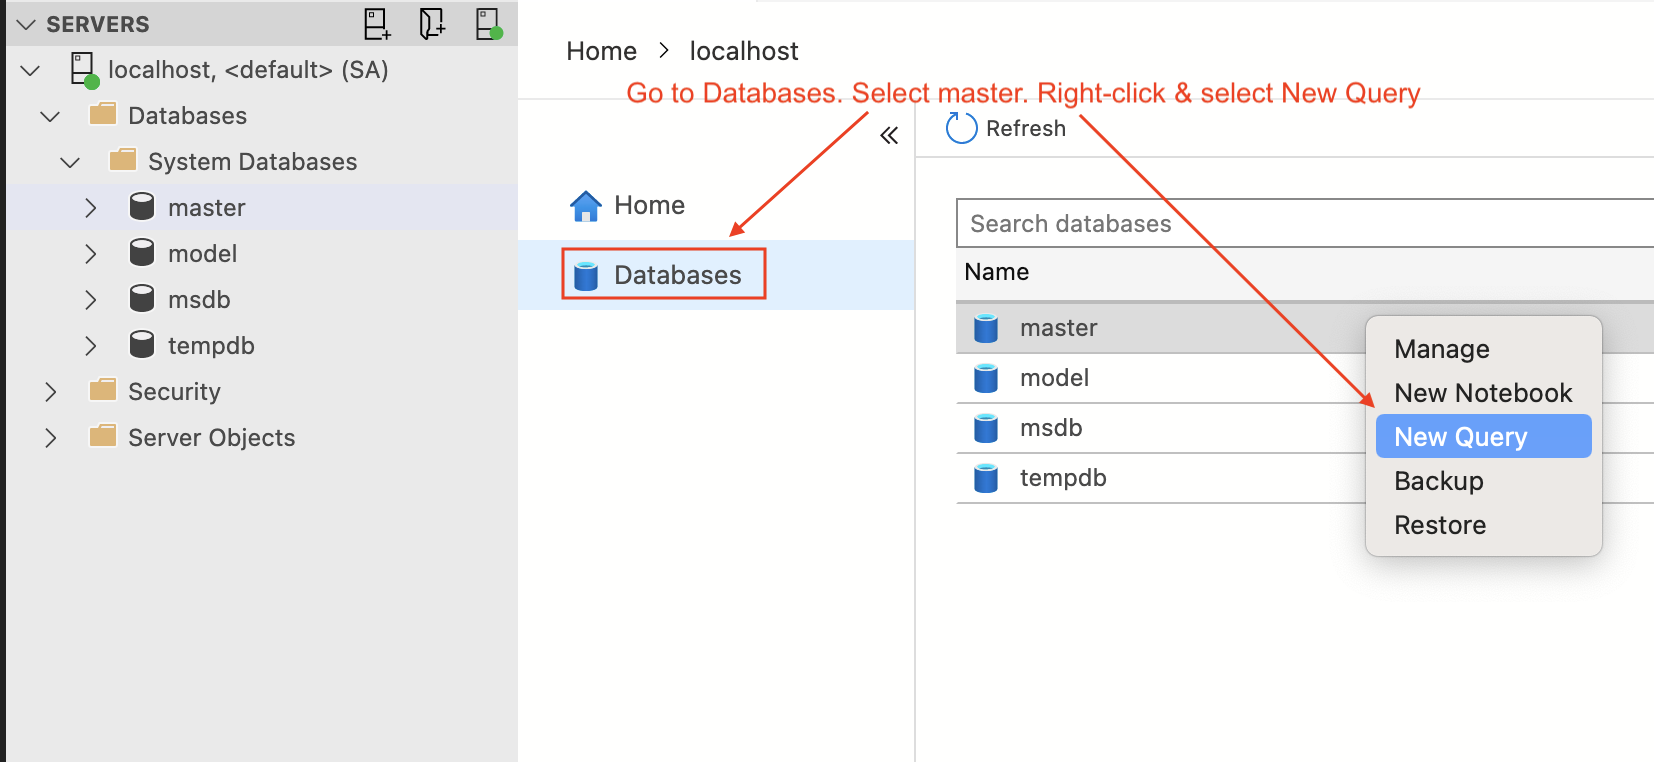 SERVERS
localhost, <default> (SA)
Databases
System Databases
master
model
msdb
tempdb
Security
Server Objects
Home > localhost
Go to Databases. Select master. Right-click & select New Query
Refresh
Home
Databases
Search databases
Name
master
model
msdb
tempdb
Manage
New Notebook
New Query
Backup
Restore